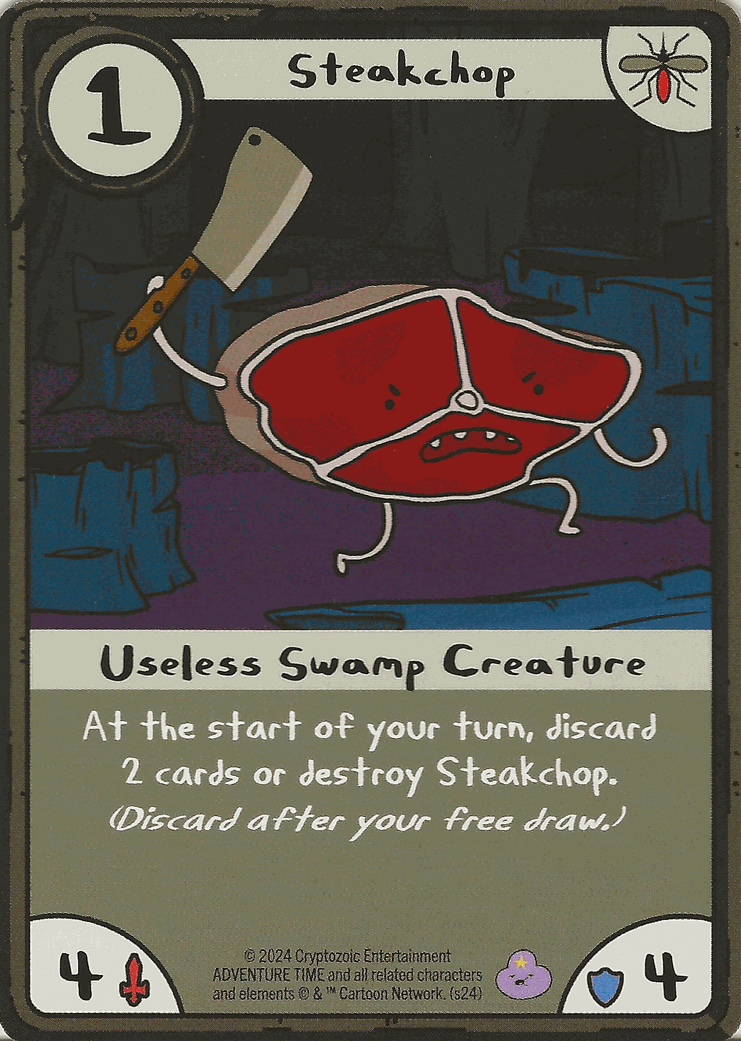 1
Steakchop
Useless Swamp Creature
At the start of your turn, discard
2 cards or destroy Steakchop.
(Discard after your free draw.)
4
© 2024 Cryptozoic Entertainment
ADVENTURE TIME and all related characters
and elements © & ™ Cartoon Network. (s24)
4